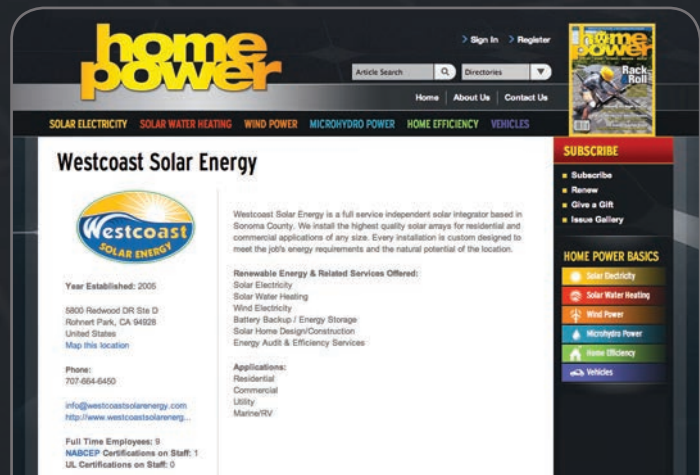 home
power
Sign In
Register
Article Search
Directories
Home
About Us
Contact Us
home
power
Rack
Roll
SOLAR ELECTRICITY
SOLAR WATER HEATING
WIND POWER
MICROHYDRO POWER
HOME EFFICIENCY
VEHICLES
Westcoast Solar Energy
Westcoast
SOLAR ENERGY
Year Established: 2005
5800 Redwood DR Ste D
Rohnert Park, CA 94928
United States
Map this location
Phone:
707-664-6450
info@westcoastsolarenergy.com
http://www.westcoastsolarenerg...
Full Time Employees: 9
NABCEP Certifications on Staff: 1
UL Certifications on Staff: 0
Westcoast Solar Energy is a full service independent solar integrator based in
Sonoma County. We install the highest quality solar arrays for residential and
commercial applications of any size. Every installation is custom designed to
meet the job's energy requirements and the natural potential of the location.
Renewable Energy & Related Services Offered:
Solar Electricity
Solar Water Heating
Wind Electricity
Battery Backup / Energy Storage
Solar Home Design/Construction
Energy Audit & Efficiency Services
Applications:
Residential
Commercial
Utility
Marine/RV
SUBSCRIBE
Subscribe
Renew
Give a Gift
Issue Gallery
HOME POWER BASICS
Solar Electricity
Solar Water Heating
Wind Power
Microhydro Power
Home Efficiency
Vehicles